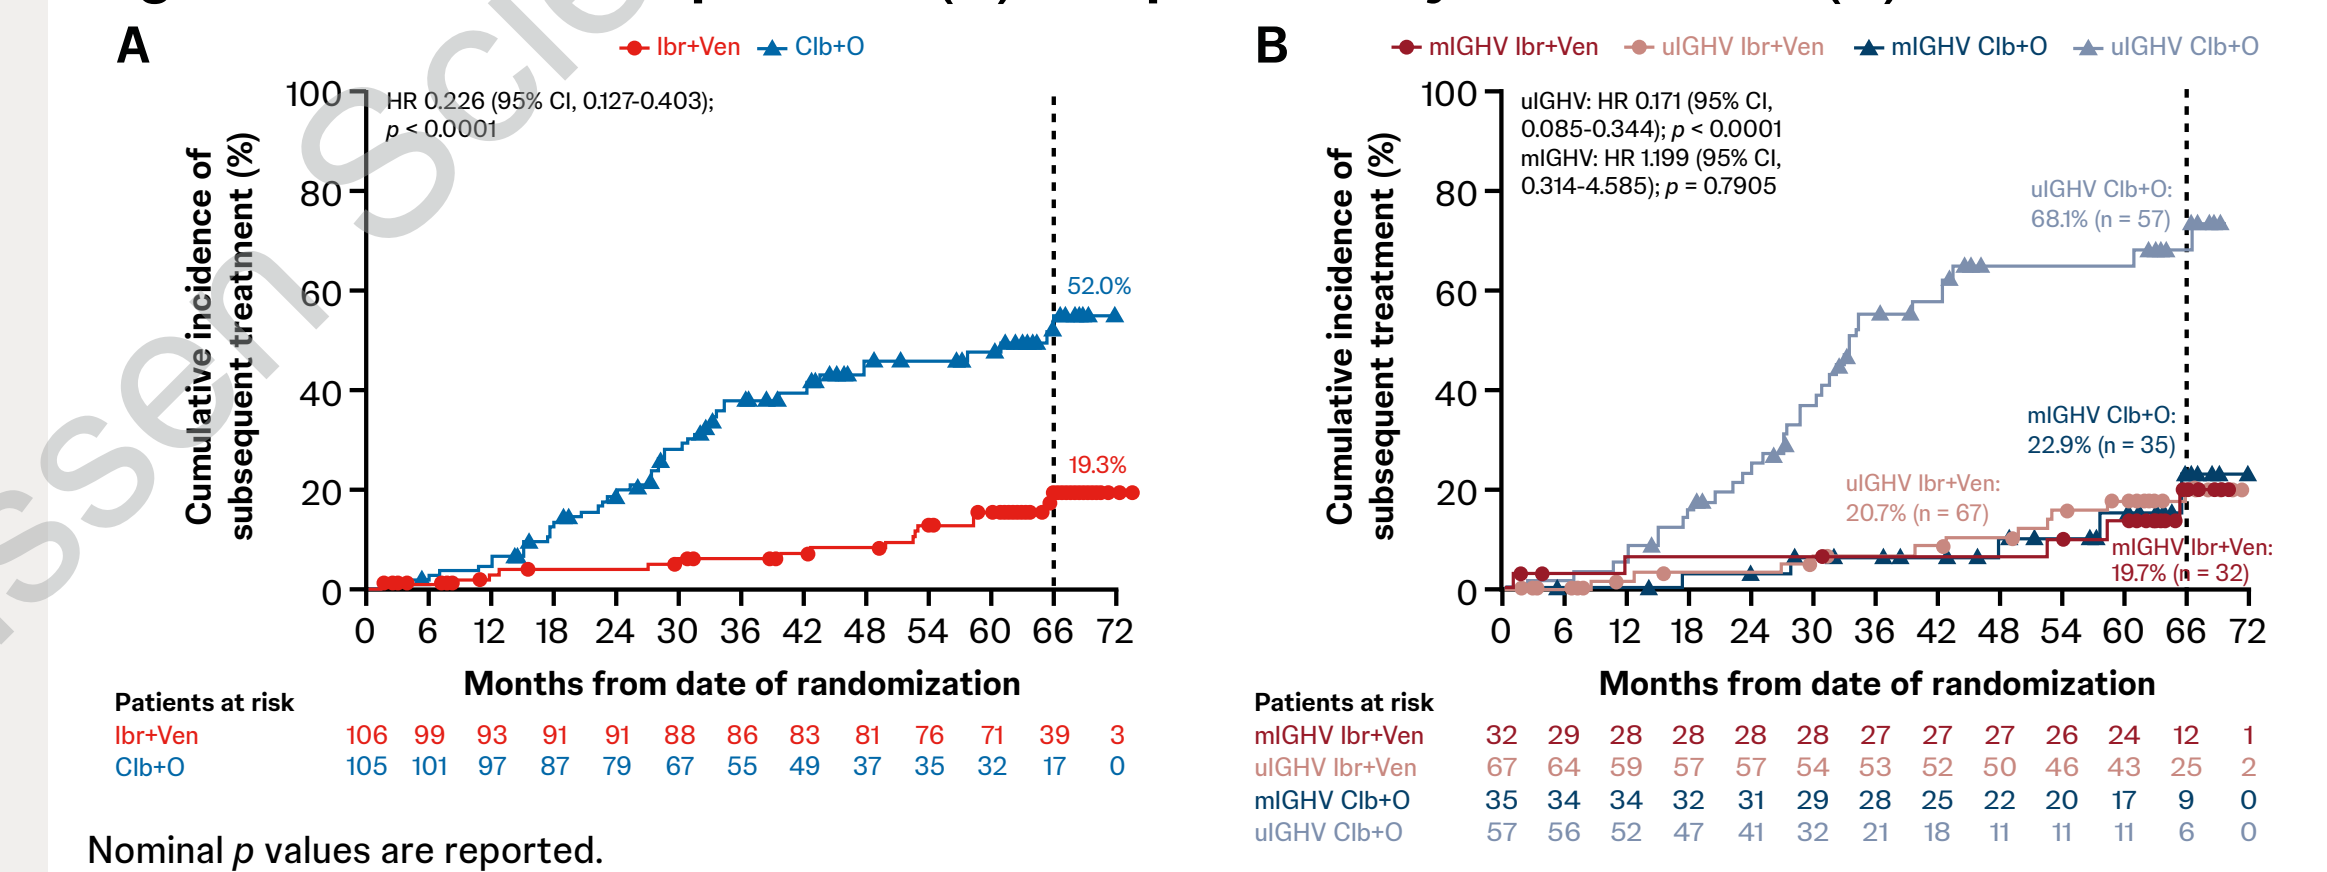 A
Ibr+Ven
Clb+O
HR 0.226 (95% CI, 0.127-0.403);
p < 0.0001
Cumulative incidence of
subsequent treatment (%)
100
80
60
40
20
0
52.0%
19.3%
0 6 12 18 24 30 36 42 48 54 60 66 72
Months from date of randomization
Patients at risk
Ibr+Ven 106 99 93 91 91 88 86 83 81 76 71 39 3
Clb+O 105 101 97 87 79 67 55 49 37 35 32 17 0
Nominal p values are reported.
B
mIGHV Ibr+Ven
uIGHV Ibr+Ven
mIGHV Clb+O
uIGHV Clb+O
uIGHV: HR 0.171 (95% CI,
0.085-0.344); p < 0.0001
mIGHV: HR 1.199 (95% CI,
0.314-4.585); p = 0.7905
Cumulative incidence of
subsequent treatment (%)
100
80
60
40
20
0
uIGHV Clb+O:
68.1% (n = 57)
mIGHV Clb+O:
22.9% (n = 35)
uIGHV Ibr+Ven:
20.7% (n = 67)
mIGHV Ibr+Ven:
19.7% (n = 32)
0 6 12 18 24 30 36 42 48 54 60 66 72
Months from date of randomization
Patients at risk
mIGHV Ibr+Ven 32 29 28 28 28 28 27 27 27 26 24 12 1
uIGHV Ibr+Ven 67 64 59 57 57 54 53 52 50 46 43 25 2
mIGHV Clb+O 35 34 34 32 31 29 28 25 22 20 17 9 0
uIGHV Clb+O 57 56 52 47 41 32 21 18 11 11 11 6 0